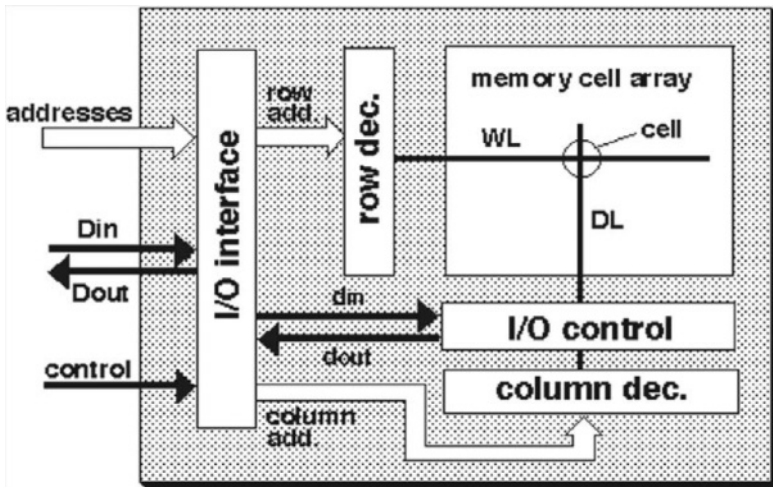 addresses
row
add.
row dec.
memory cell array
WL
cell
DL
Din
Dout
I/O interface
din
dout
I/O control
control
column
add.
column dec.